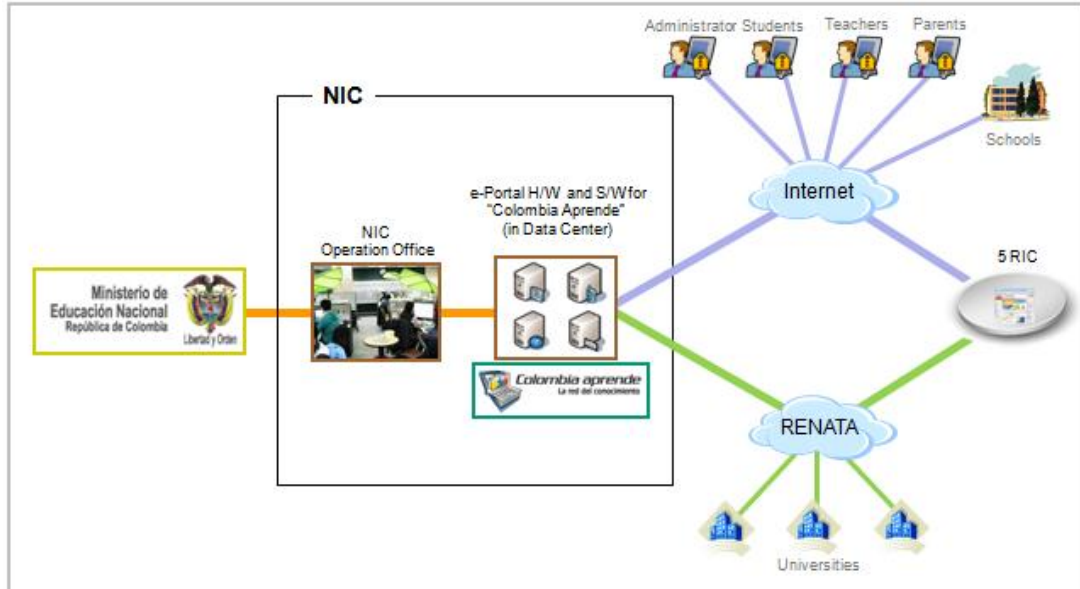 Administrator Students Teachers Parents
Schools
NIC
e-Portal H/W and S/W for
"Colombia Aprende"
(in Data Center)
NIC
Operation Office
Internet
5 RIC
Ministerio de
Educación Nacional
República de Colombia
Libertad y Orden
Colombia aprende
La red del conocimiento
RENATA
Universities